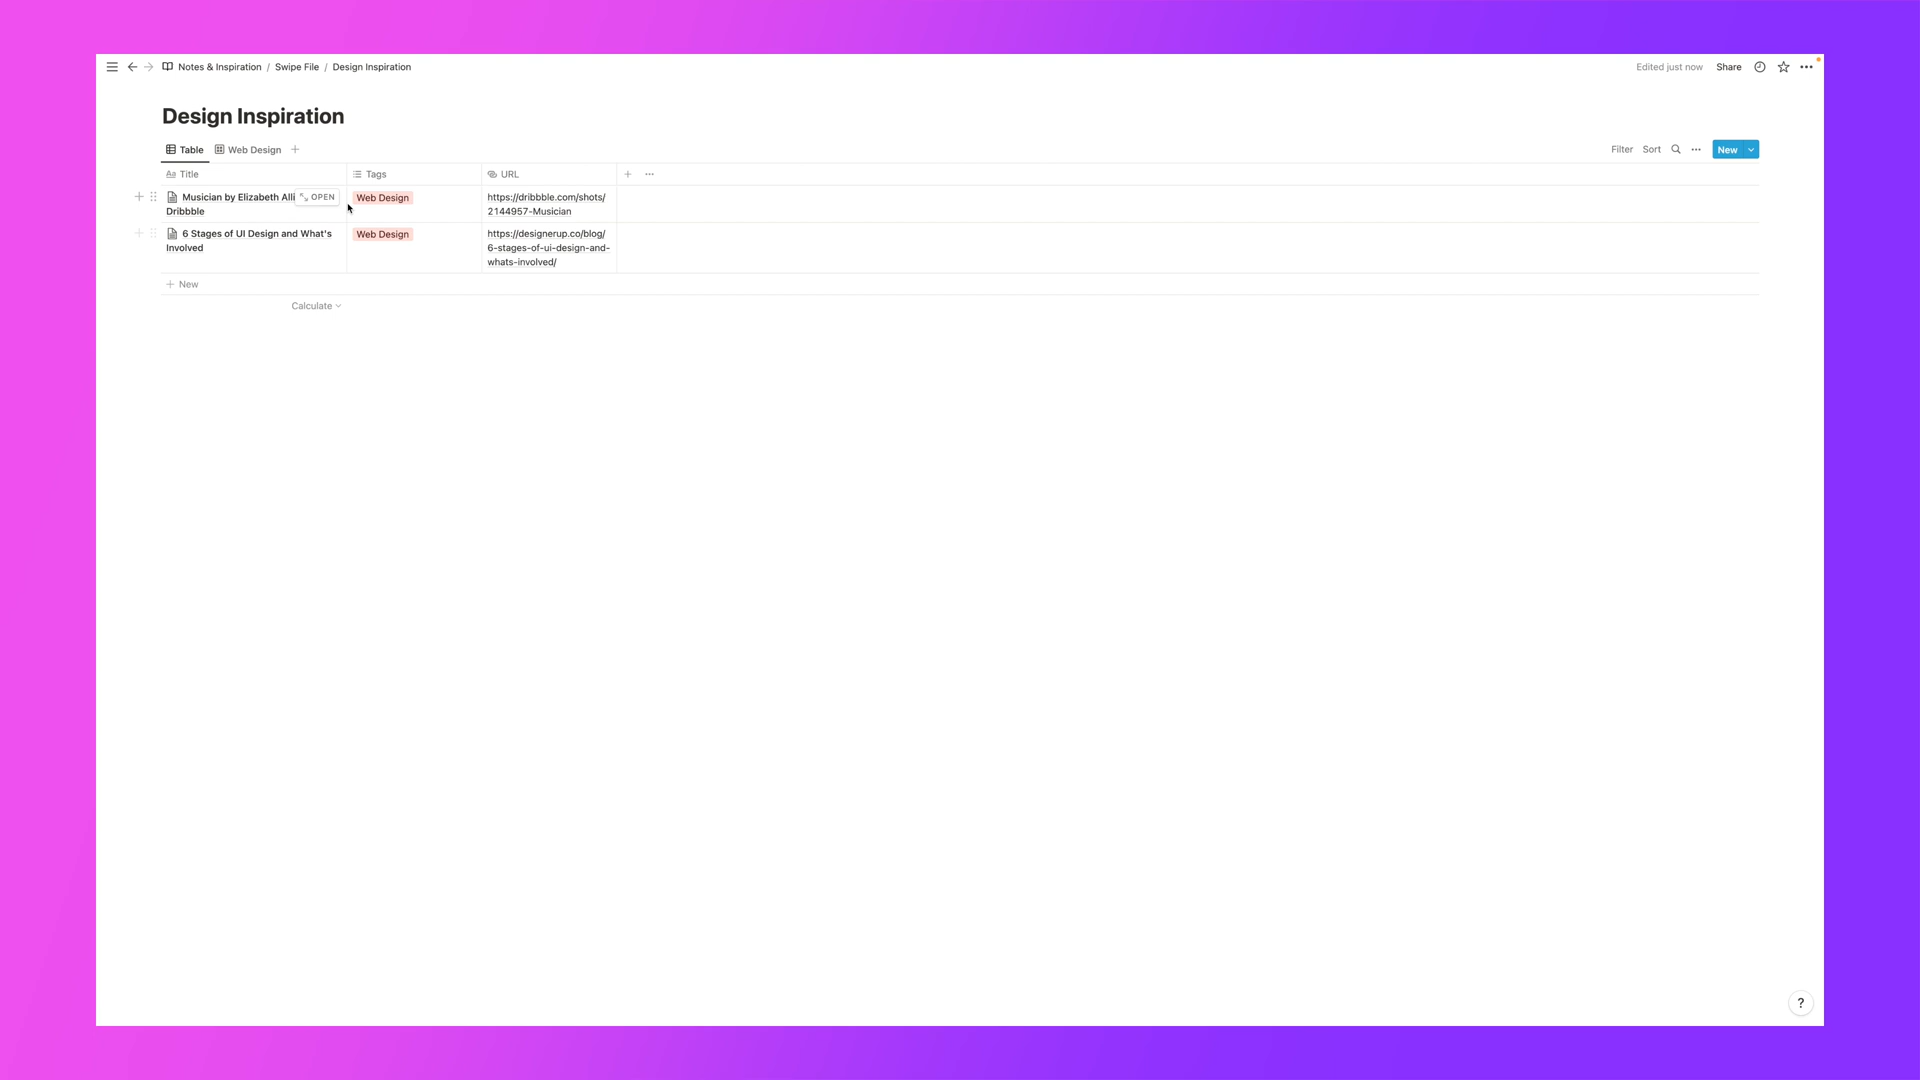 Notes & Inspiration / Swipe File / Design Inspiration
Edited just now
Share
Design Inspiration
Table
Web Design
Filter
Sort
New
Aa Title
Tags
URL
Musician by Elizabeth Alli
OPEN
Dribbble
Web Design
https://dribbble.com/shots/
2144957-Musician
6 Stages of UI Design and What's
Involved
Web Design
https://designerup.co/blog/
6-stages-of-ui-design-and-
whats-involved/
+ New
Calculate
?